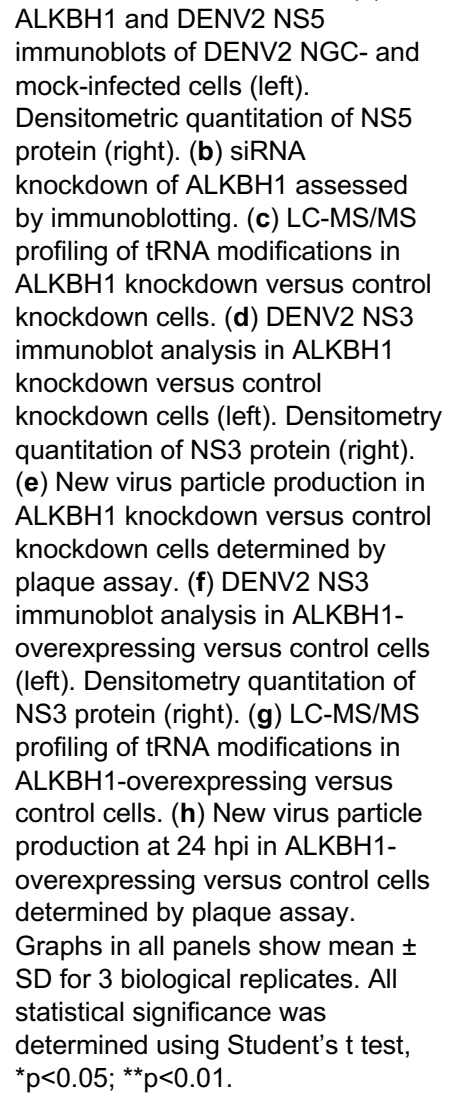 ALKBH1 and DENV2 NS5
immunoblots of DENV2 NGC- and
mock-infected cells (left).
Densitometric quantitation of NS5
protein (right). (b) siRNA
knockdown of ALKBH1 assessed
by immunoblotting. (c) LC-MS/MS
profiling of tRNA modifications in
ALKBH1 knockdown versus control
knockdown cells. (d) DENV2 NS3
immunoblot analysis in ALKBH1
knockdown versus control
knockdown cells (left). Densitometry
quantitation of NS3 protein (right).
(e) New virus particle production in
ALKBH1 knockdown versus control
knockdown cells determined by
plaque assay. (f) DENV2 NS3
immunoblot analysis in ALKBH1-
overexpressing versus control cells
(left). Densitometry quantitation of
NS3 protein (right). (g) LC-MS/MS
profiling of tRNA modifications in
ALKBH1-overexpressing versus
control cells. (h) New virus particle
production at 24 hpi in ALKBH1-
overexpressing versus control cells
determined by plaque assay.
Graphs in all panels show mean ±
SD for 3 biological replicates. All
statistical significance was
determined using Student’s t test,
*p<0.05; **p<0.01.